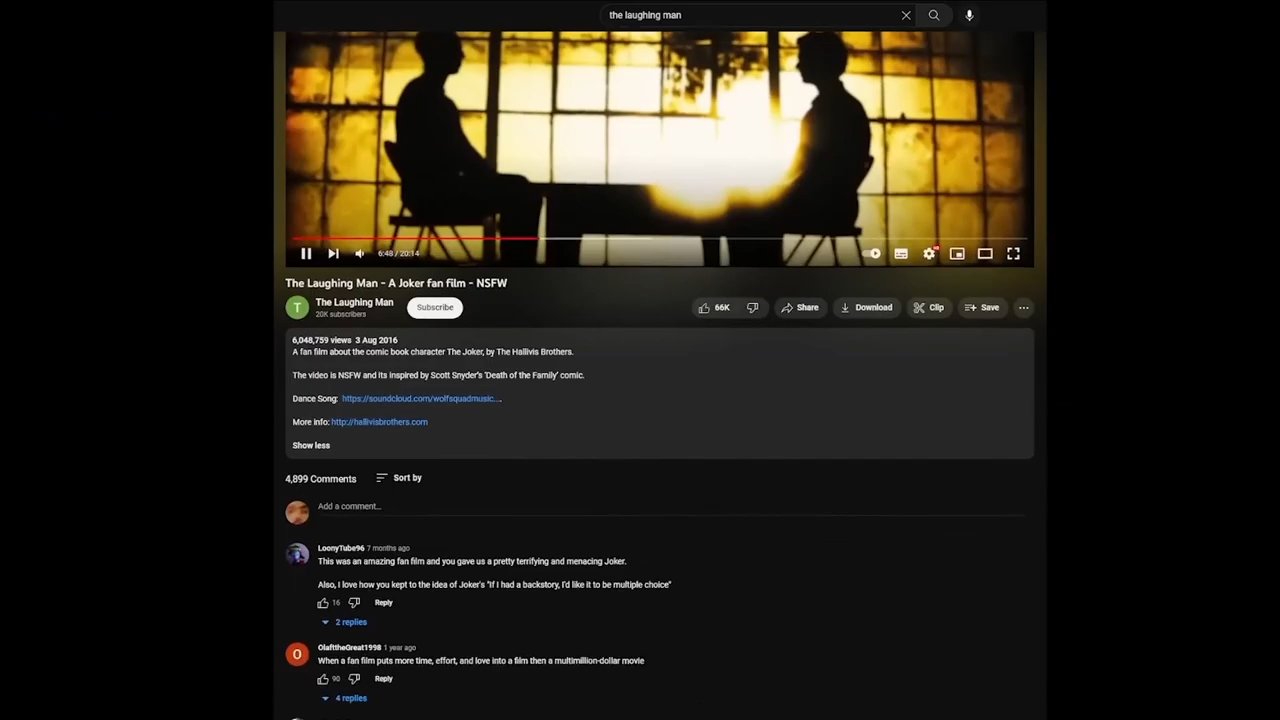 the laughing man
6:48 / 20:14
The Laughing Man - A Joker fan film - NSFW
T
The Laughing Man
20K subscribers
Subscribe
66K
Share
Download
Clip
Save
6,048,759 views 3 Aug 2016
A fan film about the comic book character The Joker, by The Hallivis Brothers.
The video is NSFW and its inspired by Scott Snyder's 'Death of the Family' comic.
Dance Song: https://soundcloud.com/wolfsquadmusic....
More info: http://hallivisbrothers.com
Show less
4,899 Comments
Sort by
Add a comment...
LoonyTube96 7 months ago
This was an amazing fan film and you gave us a pretty terrifying and menacing Joker.
Also, I love how you kept to the idea of Joker's "If I had a backstory, I'd like it to be multiple choice"
16
Reply
2 replies
O
OlafttheGreat1998 1 year ago
When a fan film puts more time, effort, and love into a film then a multimillion-dollar movie
90
Reply
4 replies